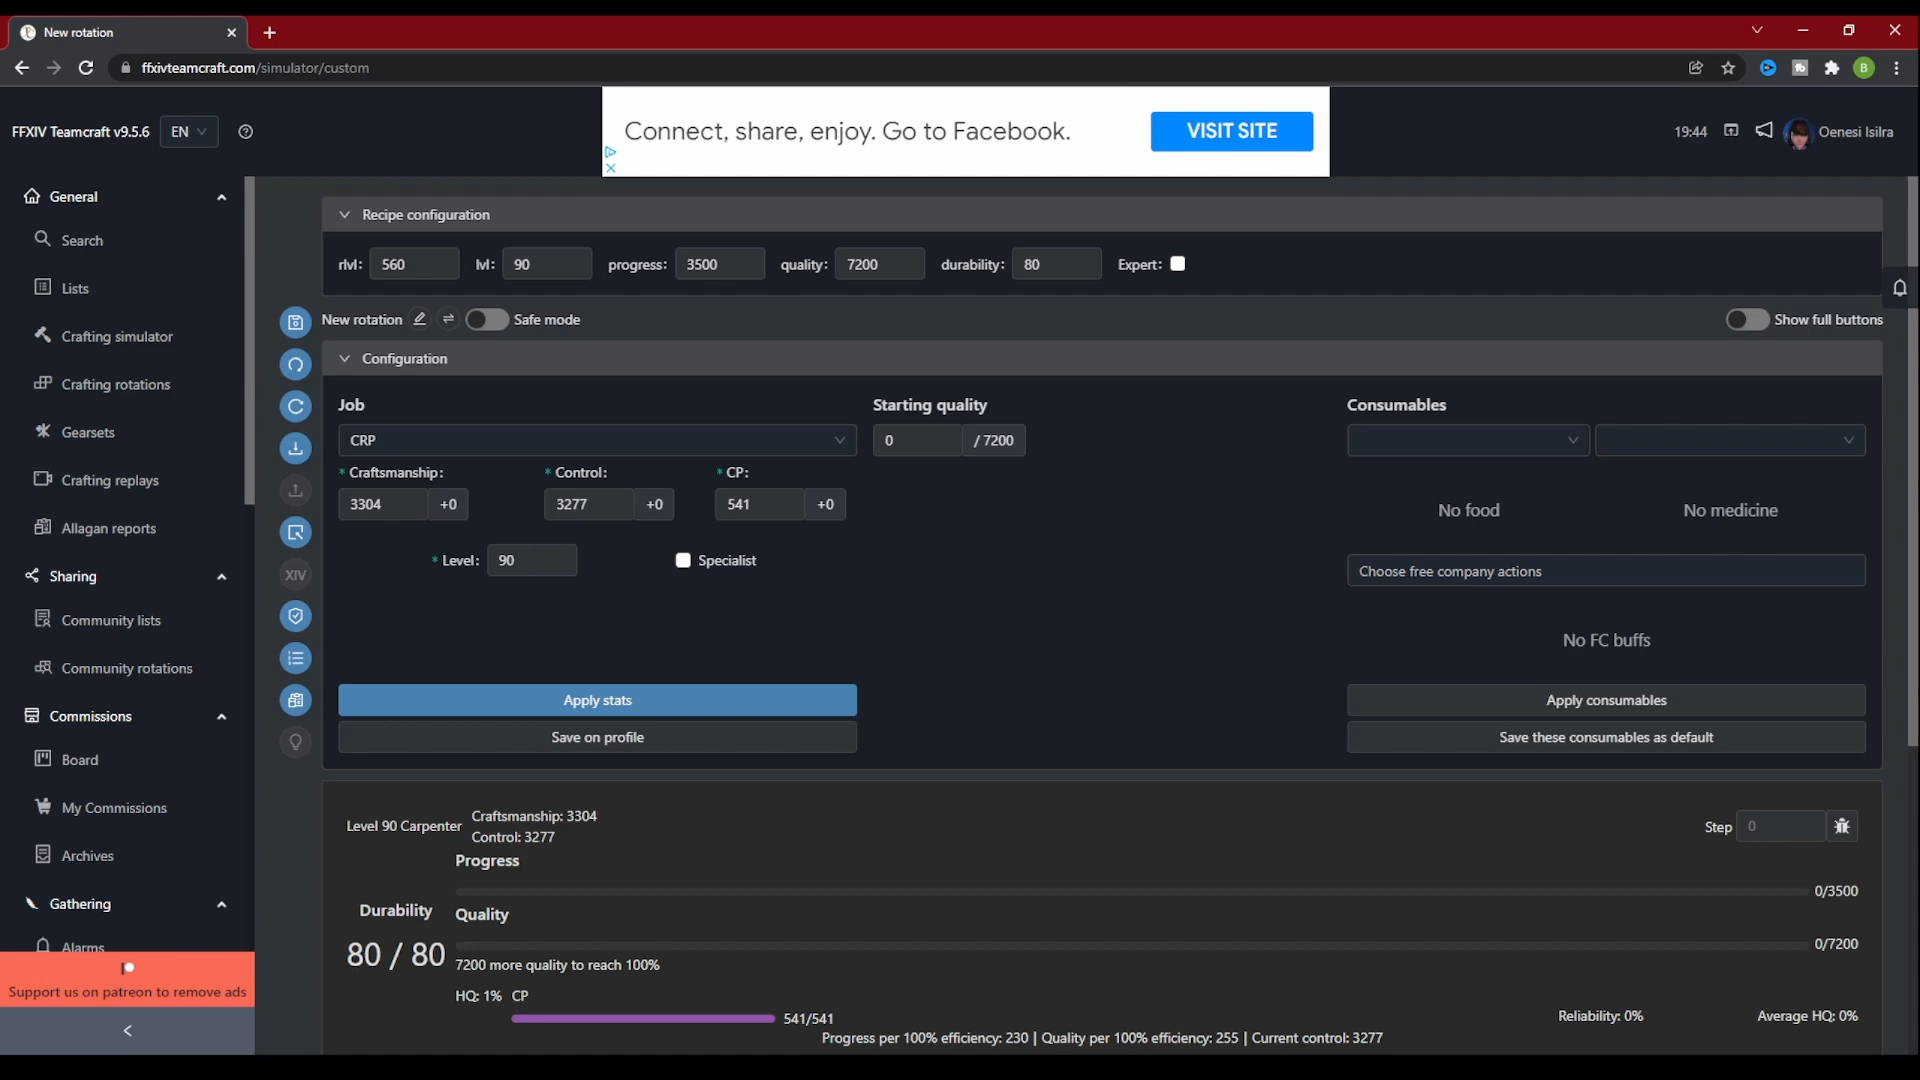 New rotation
ffxivteamcraft.com/simulator/custom
B
FFXIV Teamcraft v9.5.6
EN
Connect, share, enjoy. Go to Facebook.
VISIT SITE
19:44
Oenesi Isilra
General
Search
Lists
Crafting simulator
Crafting rotations
Gearsets
Crafting replays
Allagan reports
Sharing
Community lists
Community rotations
Commissions
Board
My Commissions
Archives
Gathering
Alarms
Support us on patreon to remove ads
XIV
Recipe configuration
rlvl: 560 lvl: 90 progress: 3500 quality: 7200 durability: 80 Expert:
New rotation Safe mode Show full buttons
Configuration
Job
CRP
* Craftsmanship: * Control: * CP:
3304 +0 3277 +0 541 +0
* Level: 90 Specialist
Apply stats
Save on profile
Starting quality
0 / 7200
Consumables
No food No medicine
Choose free company actions
No FC buffs
Apply consumables
Save these consumables as default
Level 90 Carpenter
Craftsmanship: 3304
Control: 3277
Step 0
Progress
0/3500
Durability
80 / 80
Quality
0/7200
7200 more quality to reach 100%
HQ: 1% CP
541/541
Reliability: 0% Average HQ: 0%
Progress per 100% efficiency: 230 | Quality per 100% efficiency: 255 | Current control: 3277